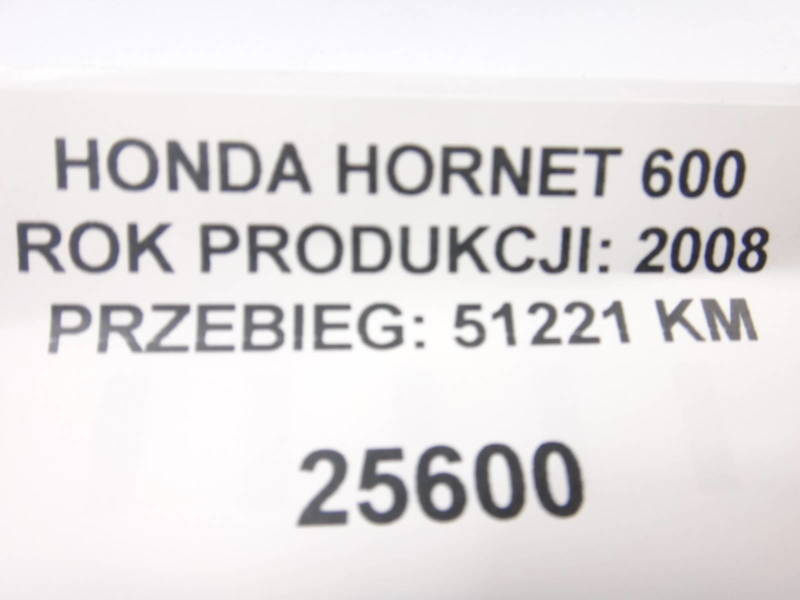 HONDA HORNET 600
ROK PRODUKCJI: 2008
PRZEBIEG: 51221 KM
25600